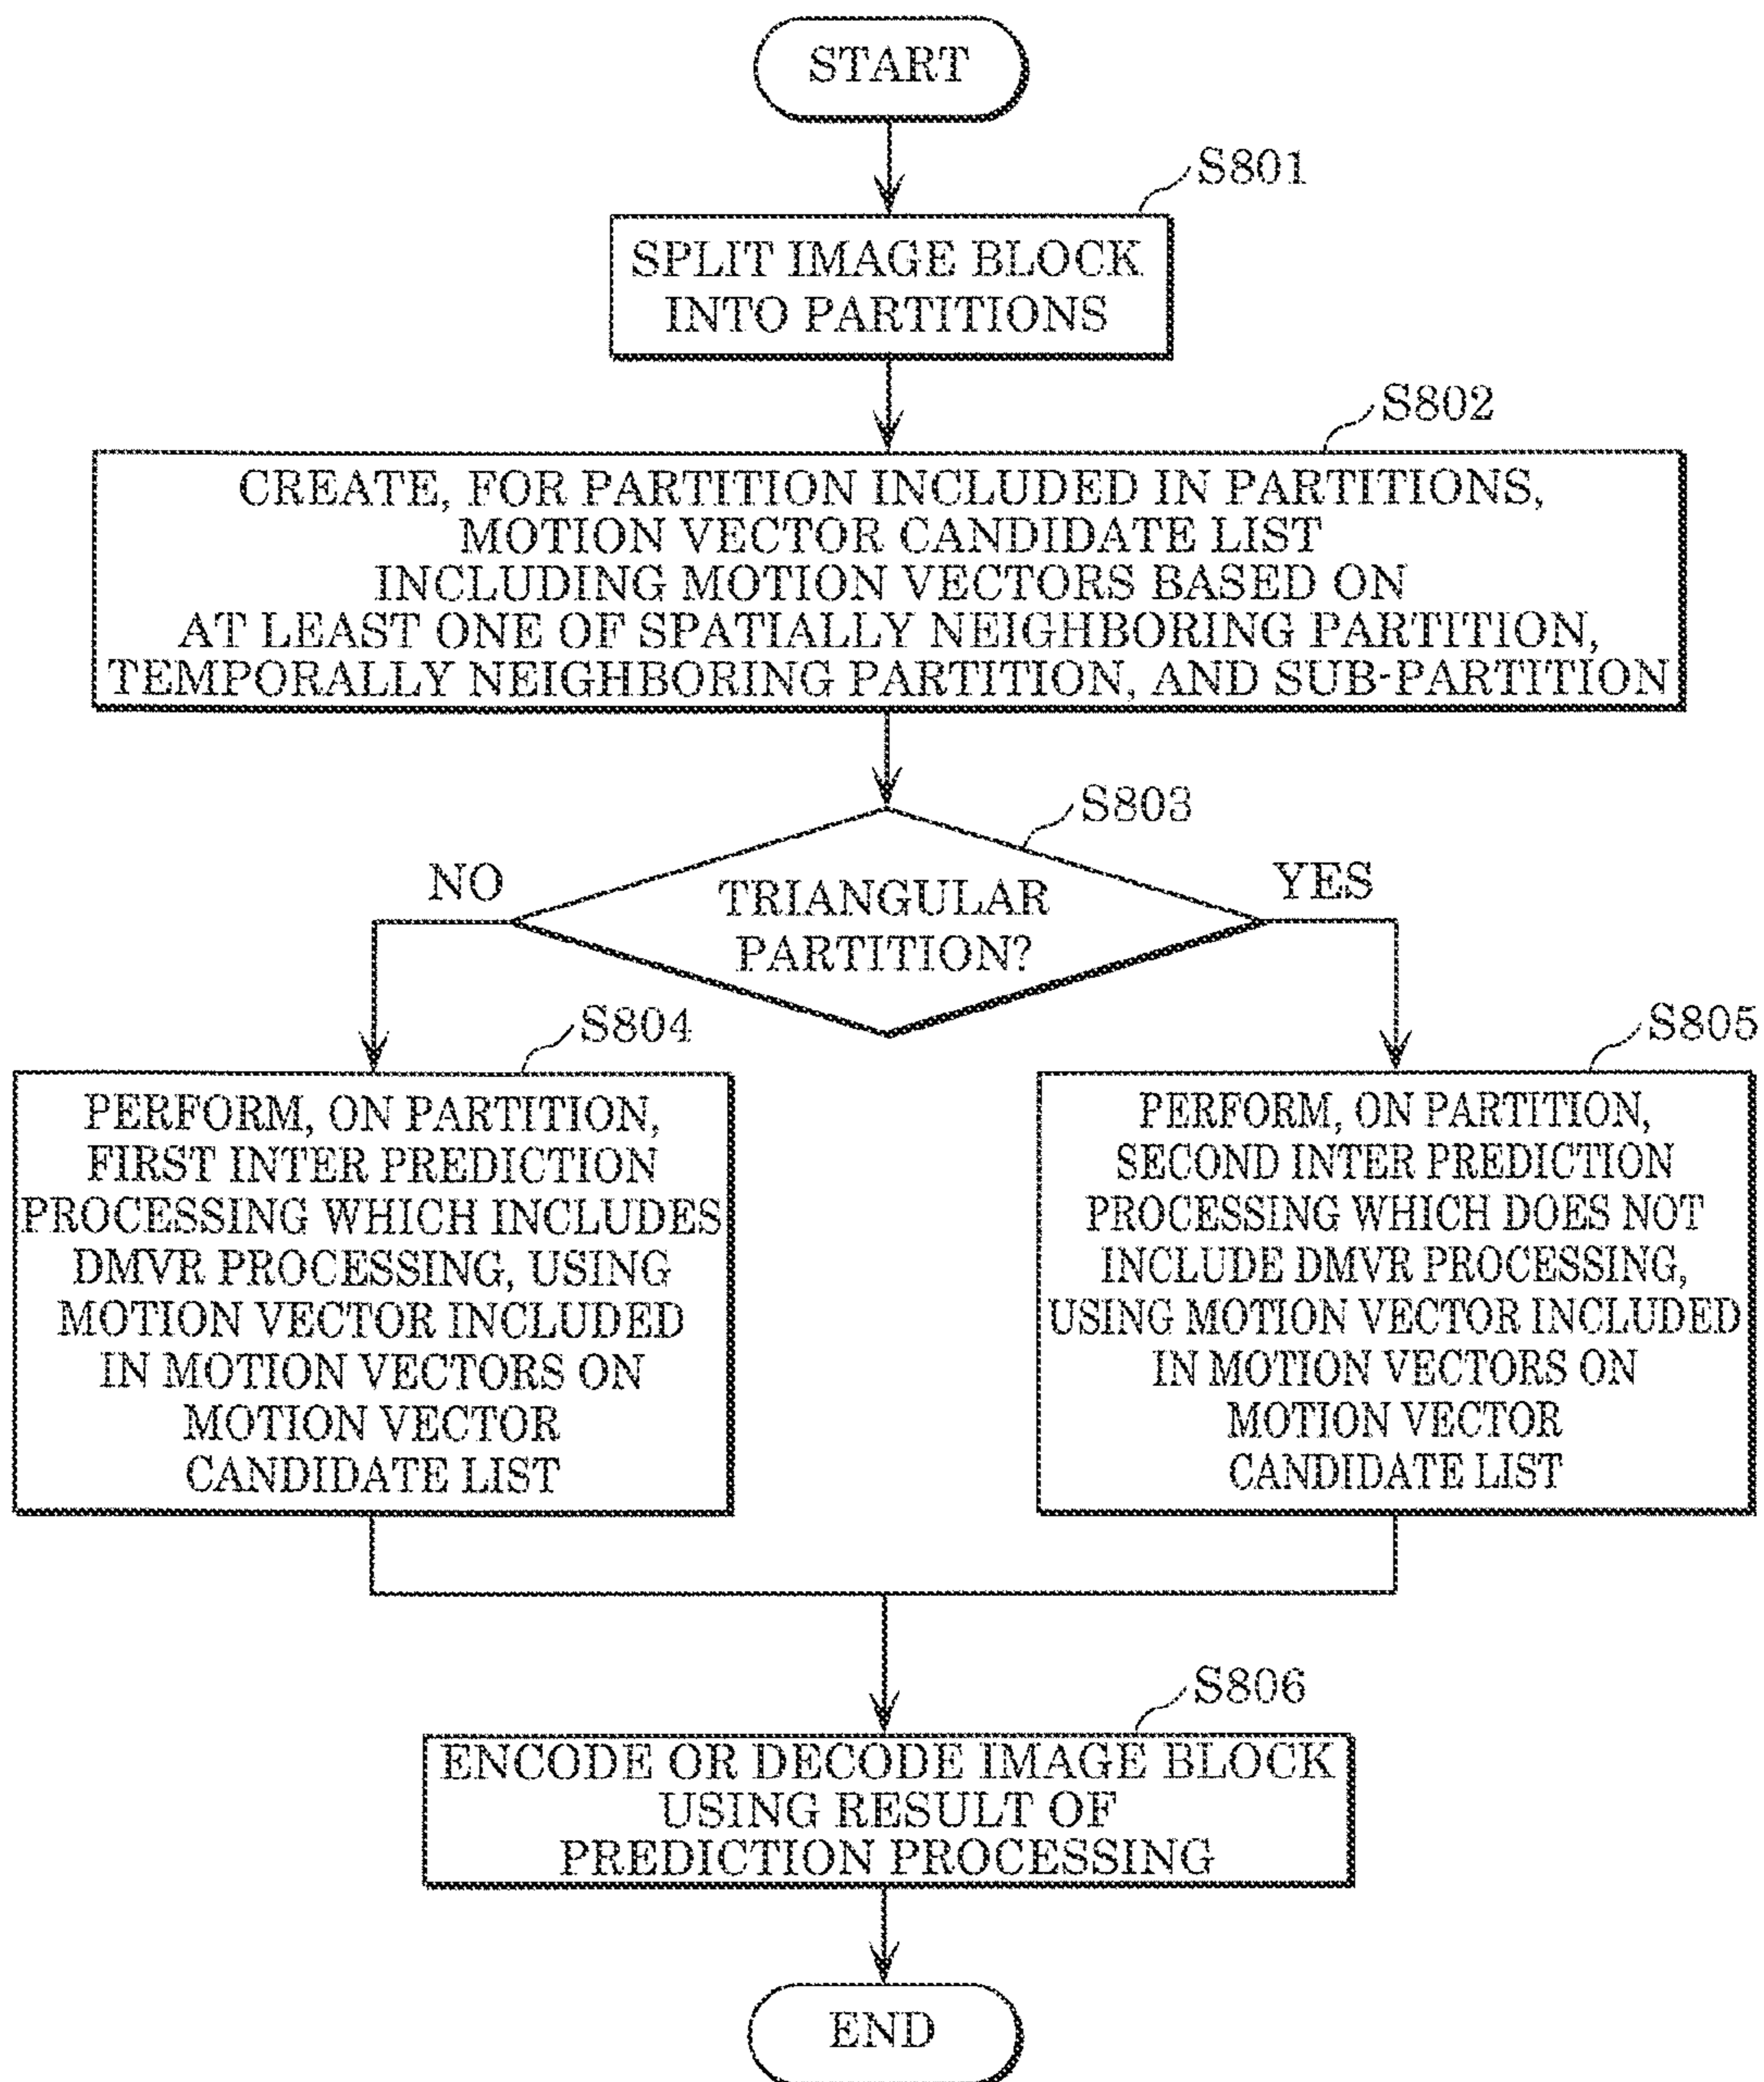 START
S801
SPLIT IMAGE BLOCK
INTO PARTITIONS
S802
CREATE, FOR PARTITION INCLUDED IN PARTITIONS,
MOTION VECTOR CANDIDATE LIST
INCLUDING MOTION VECTORS BASED ON
AT LEAST ONE OF SPATIALLY NEIGHBORING PARTITION,
TEMPORALLY NEIGHBORING PARTITION, AND SUB-PARTITION
S803
NO
TRIANGULAR
PARTITION?
YES
S804
PERFORM, ON PARTITION,
FIRST INTER PREDICTION
PROCESSING WHICH INCLUDES
DMVR PROCESSING, USING
MOTION VECTOR INCLUDED
IN MOTION VECTORS ON
MOTION VECTOR
CANDIDATE LIST
S805
PERFORM, ON PARTITION,
SECOND INTER PREDICTION
PROCESSING WHICH DOES NOT
INCLUDE DMVR PROCESSING,
USING MOTION VECTOR INCLUDED
IN MOTION VECTORS ON
MOTION VECTOR
CANDIDATE LIST
S806
ENCODE OR DECODE IMAGE BLOCK
USING RESULT OF
PREDICTION PROCESSING
END